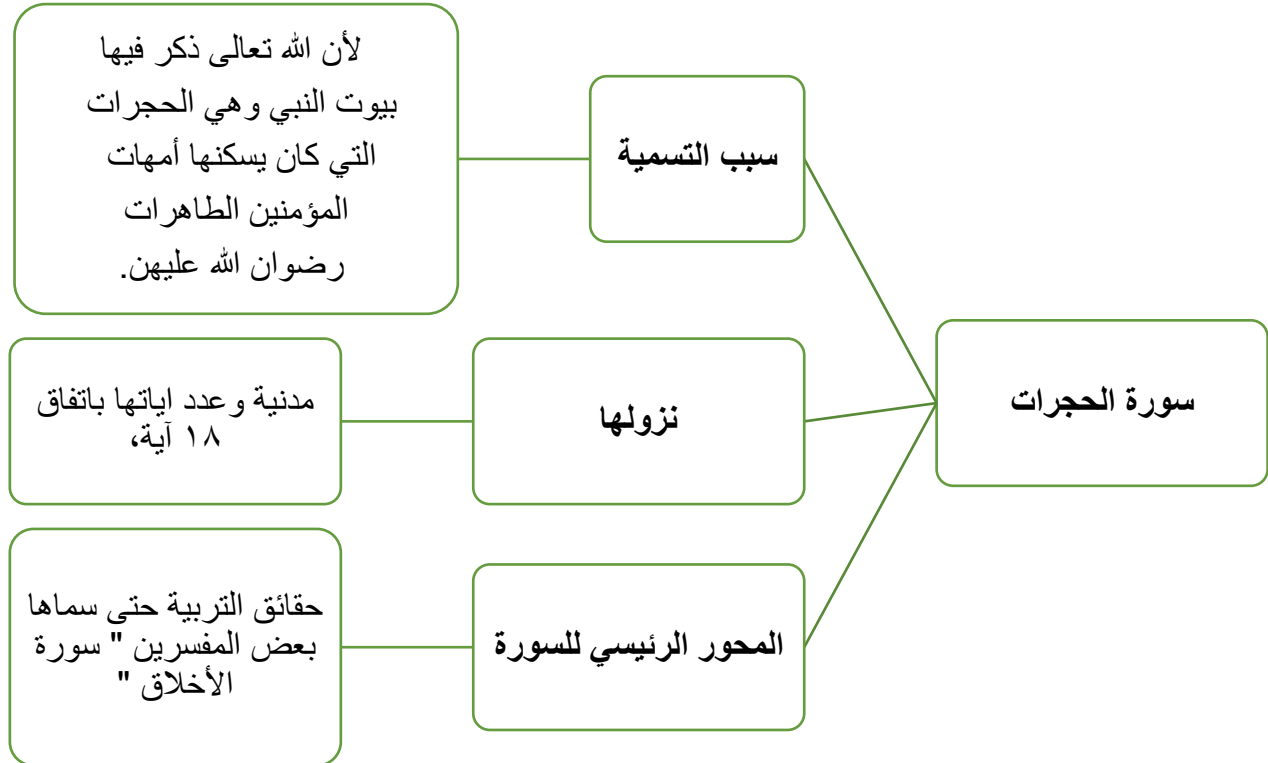 سورة الحجرات
سبب التسمية
لأن الله تعالى ذكر فيها
بيوت النبي وهي الحجرات
التي كان يسكنها أمهات
المؤمنين الطاهرات
رضوان الله عليهن.
نزولها
مدنية وعدد اياتها باتفاق
١٨ آية،
المحور الرئيسي للسورة
حقائق التربية حتى سماها
بعض المفسرين " سورة
الأخلاق "